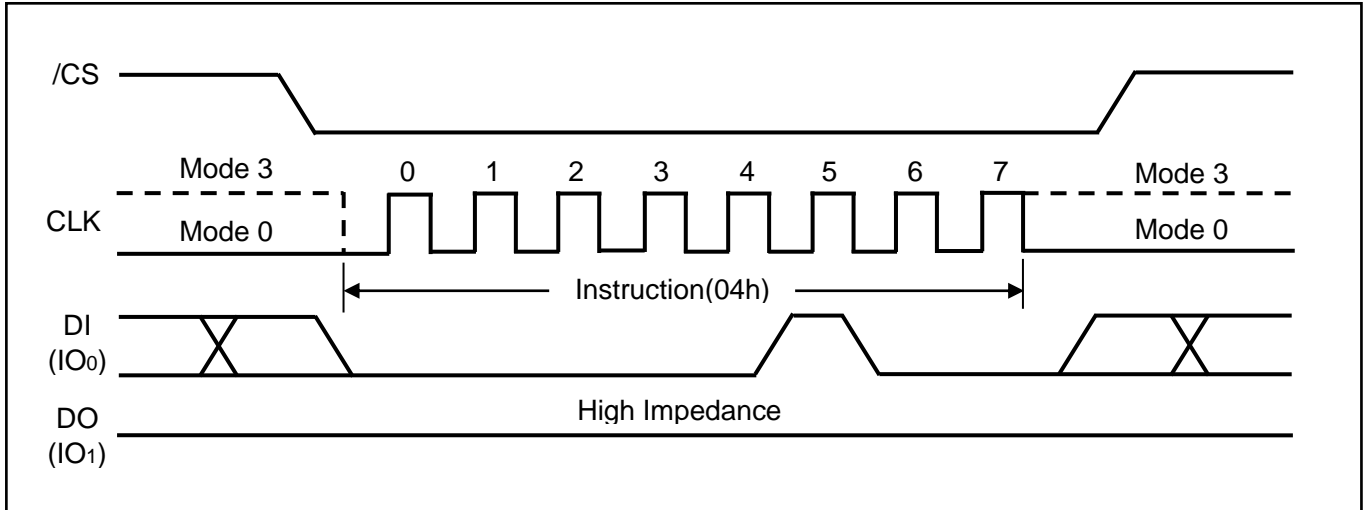 /CS
Mode 3 0 1 2 3 4 5 6 7 Mode 3
CLK
Mode 0 Mode 0
Instruction(04h)
DI
(IO0)
High Impedance
DO
(IO1)